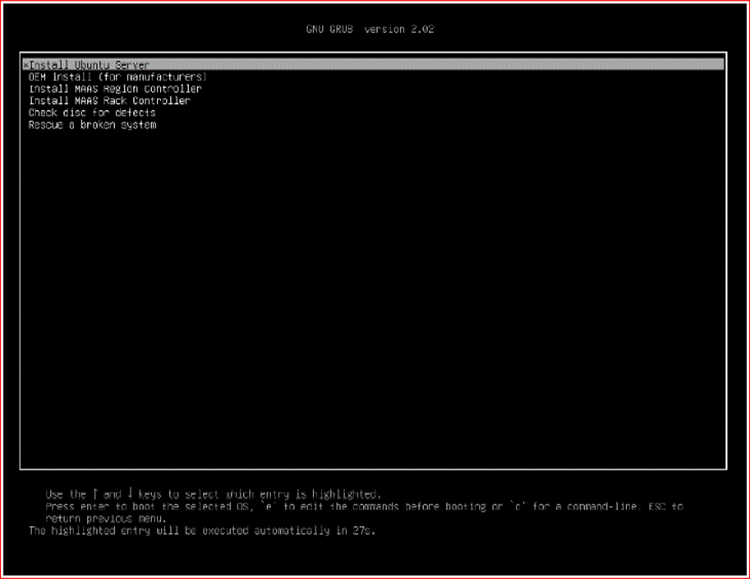 GNU GRUB version 2.02
*Install Ubuntu Server
OEM install (for manufacturers)
Install MAAS Region Controller
Install MAAS Rack Controller
Check disc for defects
Rescue a broken system
Use the ↑ and ↓ keys to select which entry is highlighted.
Press enter to boot the selected OS, `e' to edit the commands before booting or `c' for a command-line. ESC to
return previous menu.
The highlighted entry will be executed automatically in 27s.